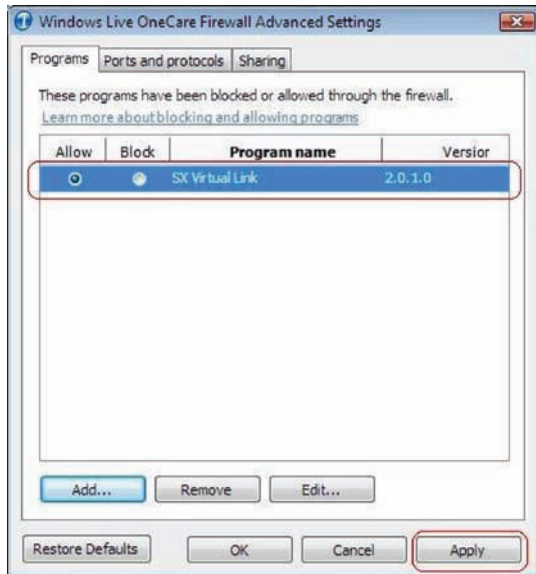 Windows Live OneCare Firewall Advanced Settings
Programs Ports and protocols Sharing
These programs have been blocked or allowed through the firewall.
Learn more about blocking and allowing programs
Allow Block Program name Versior
SX Virtual Link 2.0.1.0
Add... Remove Edit...
Restore Defaults OK Cancel Apply